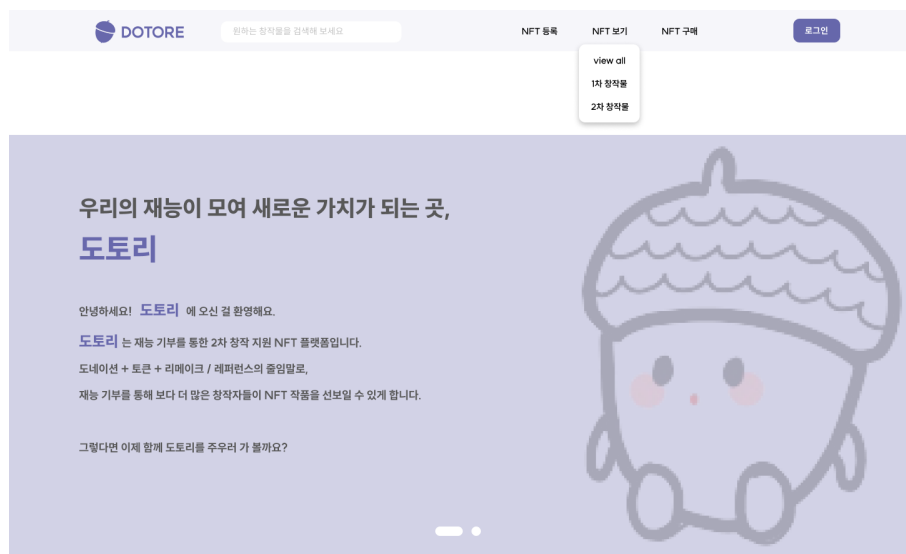 DOTORE
원하는 창작물을 검색해 보세요
NFT 등록
NFT 보기
NFT 구매
로그인
view all
1차 창작물
2차 창작물
우리의 재능이 모여 새로운 가치가 되는 곳,
도토리
안녕하세요! 도토리 에 오신 걸 환영해요.
도토리 는 재능 기부를 통한 2차 창작 지원 NFT 플랫폼입니다.
도네이션 + 토큰 + 리메이크 / 레퍼런스의 줄임말로,
재능 기부를 통해 보다 더 많은 창작자들이 NFT 작품을 선보일 수 있게 합니다.
그렇다면 이제 함께 도토리를 주우러 가 볼까요?